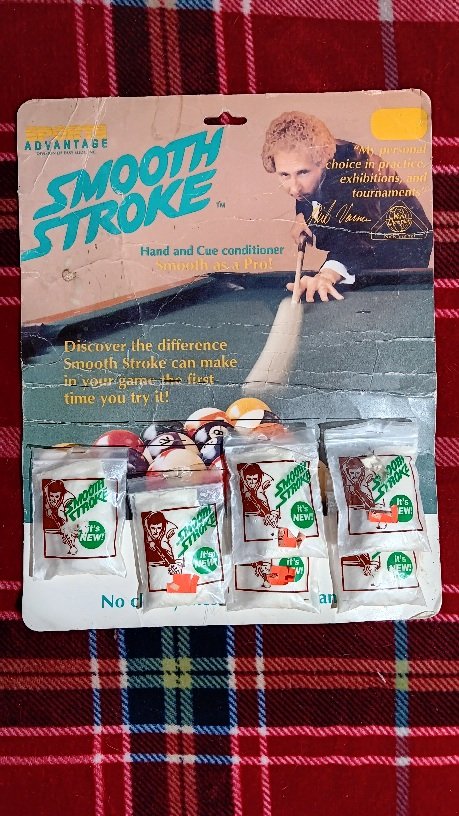 SPORTS
ADVANTAGE
SMOOTH
STROKE™
"My personal
choice in practice,
exhibitions, and
tournaments"
Hand and Cue conditioner
Smooth as a Pro!
Discover the difference
Smooth Stroke can make
in your game the first
time you try it!
SMOOTH
STROKE
it's
NEW!
SMOOTH
STROKE
it's
NEW!
SMOOTH
STROKE
it's
NEW!
SMOOTH
STROKE
it's
NEW!
it's
NEW!
it's
NEW!
No